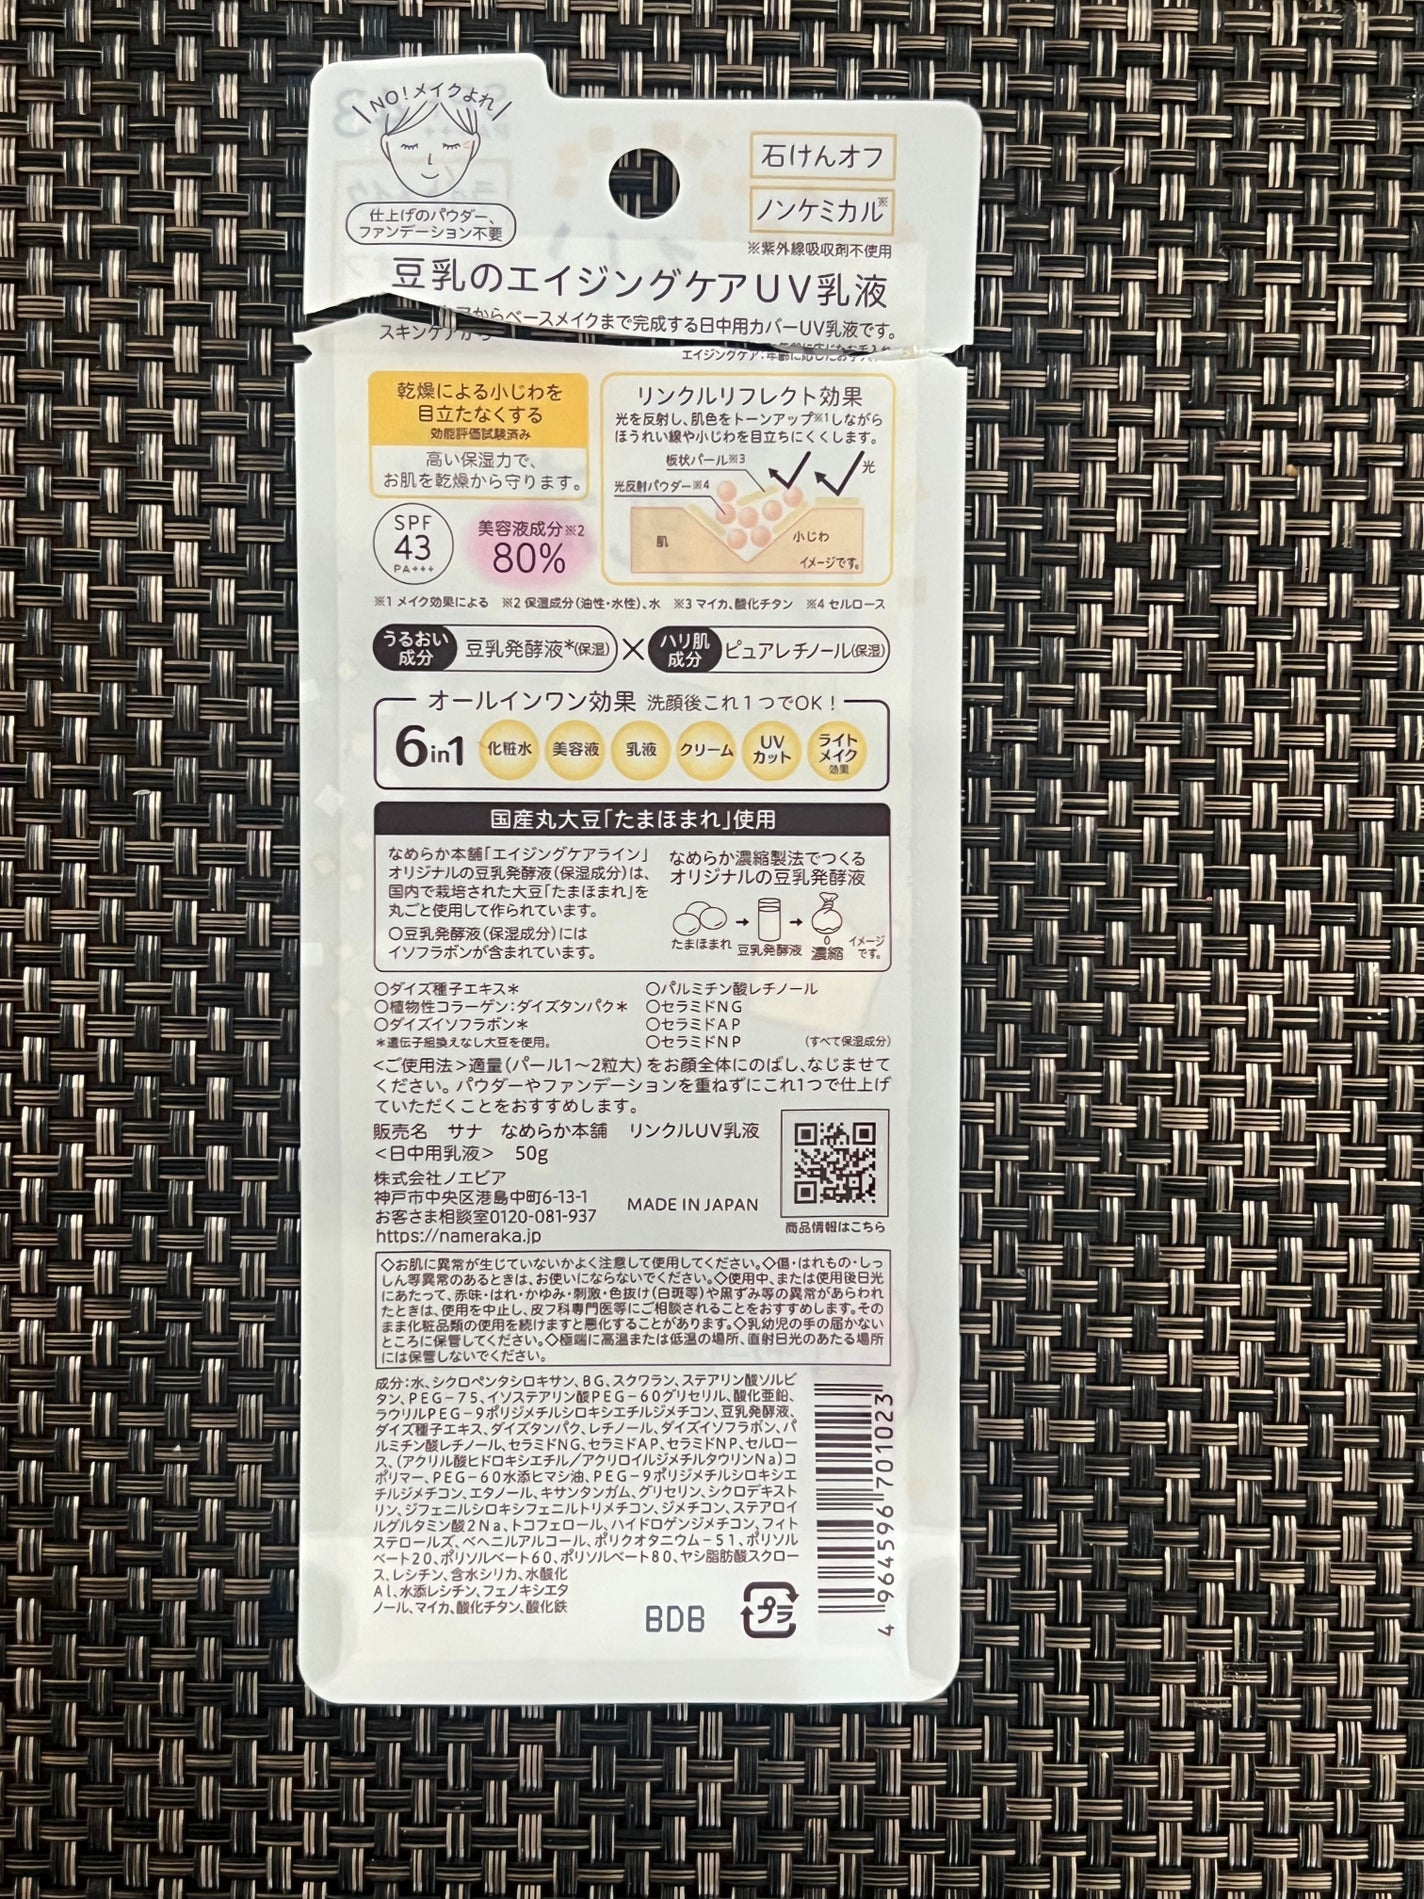 NO!メイクよれ
仕上げのパウダー、
ファンデーション不要
石けんオフ
ノンケミカル※
※紫外線吸収剤不使用
豆乳のエイジングケアUV乳液
からベースメイクまで完成する日中用カバーUV乳液です。
スキンケアから
エイジングケア:年齢に応じたお手入れ
乾燥による小じわを
目立たなくする
効能評価試験済み
高い保湿力で、
お肌を乾燥から守ります。
SPF
43
PA+++
美容液成分※2
80%
リンクルリフレクト効果
光を反射し、肌色をトーンアップ※1しながら
ほうれい線や小じわを目立ちにくくします。
板状パール※3
光
光反射パウダー※4
肌
小じわ
イメージです。
※1 メイク効果による ※2 保湿成分(油性・水性)、水 ※3 マイカ、酸化チタン ※4 セルロース
うるおい
成分
豆乳発酵液*(保湿)
×
ハリ肌
成分
ピュアレチノール(保湿)
オールインワン効果 洗顔後これ1つでOK!
6in1
化粧水
美容液
乳液
クリーム
UV
カット
ライト
メイク
効果
国産丸大豆「たまほまれ」使用
なめらか本舗「エイジングケアライン」
オリジナルの豆乳発酵液(保湿成分)は、
国内で栽培された大豆「たまほまれ」を
丸ごと使用して作られています。
○豆乳発酵液(保湿成分)には
イソフラボンが含まれています。
なめらか濃縮製法でつくる
オリジナルの豆乳発酵液
たまほまれ
→
豆乳発酵液
→
濃縮
イメージ
です。
○ダイズ種子エキス*
○植物性コラーゲン:ダイズタンパク*
○ダイズイソフラボン*
*遺伝子組換えなし大豆を使用。
○パルミチン酸レチノール
○セラミドNG
○セラミドAP
○セラミドNP
(すべて保湿成分)
<ご使用法>適量(パール1~2粒大)をお顔全体にのばし、なじませて
ください。パウダーやファンデーションを重ねずにこれ1つで仕上げ
ていただくことをおすすめします。
販売名 サナ なめらか本舗 リンクルUV乳液
<日中用乳液> 50g
株式会社ノエビア
神戸市中央区港島中町6-13-1
お客さま相談室0120-081-937
https://nameraka.jp
MADE IN JAPAN
商品情報はこちら
◇お肌に異常が生じていないかよく注意して使用してください。◇傷・はれもの・しっ
しん等異常のあるときは、お使いにならないでください。◇使用中、または使用後日光
にあたって、赤味・はれ・かゆみ・刺激・色抜け(白斑等)や黒ずみ等の異常があらわれ
たときは、使用を中止し、皮フ科専門医等にご相談されることをおすすめします。その
まま化粧品類の使用を続けますと悪化することがあります。◇乳幼児の手の届かない
ところに保管してください。◇極端に高温または低温の場所、直射日光のあたる場所
には保管しないでください。
成分:水、シクロペンタシロキサン、BG、スクワラン、ステアリン酸ソルビ
タン、PEG-75、イソステアリン酸PEG-60グリセリル、酸化亜鉛、
ラウリルPEG-9ポリジメチルシロキシエチルジメチコン、豆乳発酵液、
ダイズ種子エキス、ダイズタンパク、レチノール、ダイズイソフラボン、パ
ルミチン酸レチノール、セラミドNG、セラミドAP、セラミドNP、セルロー
ス、(アクリル酸ヒドロキシエチル/アクリロイルジメチルタウリンNa)コ
ポリマー、PEG-60水添ヒマシ油、PEG-9ポリジメチルシロキシエ
チルジメチコン、エタノール、キサンタンガム、グリセリン、シクロデキスト
リン、ジフェニルシロキシフェニルトリメチコン、ジメチコン、ステアロイ
ルグルタミン酸2Na、トコフェロール、ハイドロゲンジメチコン、フィト
ステロールズ、ベヘニルアルコール、ポリクオタニウム-51、ポリソル
ベート20、ポリソルベート60、ポリソルベート80、ヤシ脂肪酸スクロー
ス、レシチン、含水シリカ、水酸化
Al、水添レシチン、フェノキシエタ
ノール、マイカ、酸化チタン、酸化鉄
BDB
プラ
4 964596 701023